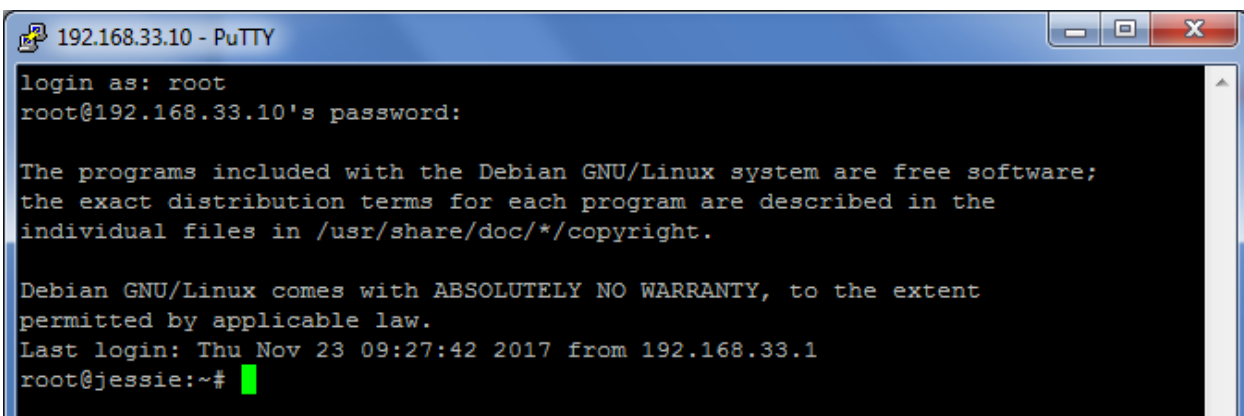 192.168.33.10 - PuTTY
login as: root
root@192.168.33.10's password:
The programs included with the Debian GNU/Linux system are free software;
the exact distribution terms for each program are described in the
individual files in /usr/share/doc/*/copyright.
Debian GNU/Linux comes with ABSOLUTELY NO WARRANTY, to the extent
permitted by applicable law.
Last login: Thu Nov 23 09:27:42 2017 from 192.168.33.1
root@jessie:~#